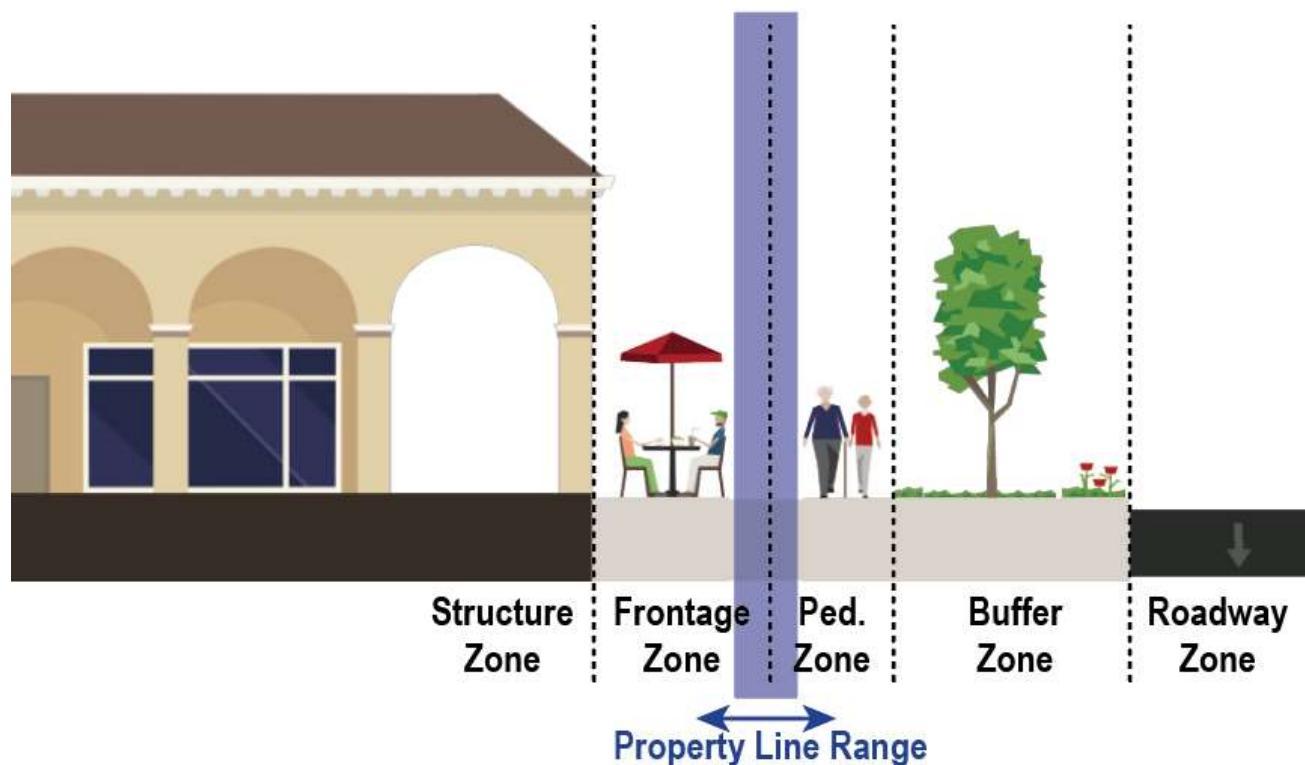 Structure
Zone
Frontage
Zone
Ped.
Zone
Buffer
Zone
Roadway
Zone
Property Line Range